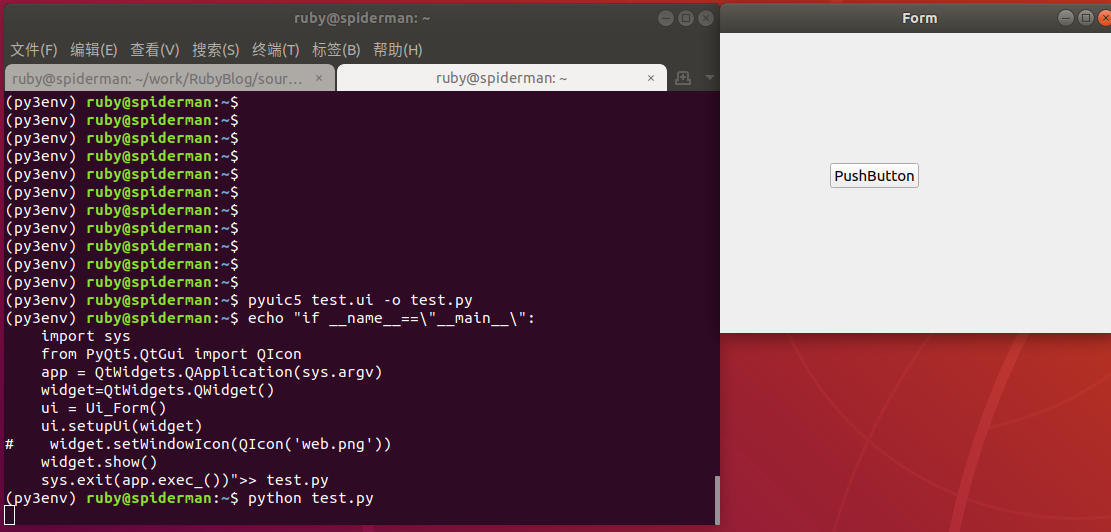 ruby@spiderman: ~
文件(F) 编辑(E) 查看(V) 搜索(S) 终端(T) 标签(B) 帮助(H)
ruby@spiderman: ~/work/RubyBlog/sour… ×
ruby@spiderman: ~ ×
(py3env) ruby@spiderman:~$
(py3env) ruby@spiderman:~$
(py3env) ruby@spiderman:~$
(py3env) ruby@spiderman:~$
(py3env) ruby@spiderman:~$
(py3env) ruby@spiderman:~$
(py3env) ruby@spiderman:~$
(py3env) ruby@spiderman:~$
(py3env) ruby@spiderman:~$
(py3env) ruby@spiderman:~$
(py3env) ruby@spiderman:~$
(py3env) ruby@spiderman:~$ pyuic5 test.ui -o test.py
(py3env) ruby@spiderman:~$ echo "if __name__==\"__main__\":
    import sys
    from PyQt5.QtGui import QIcon
    app = QtWidgets.QApplication(sys.argv)
    widget=QtWidgets.QWidget()
    ui = Ui_Form()
    ui.setupUi(widget)
#    widget.setWindowIcon(QIcon('web.png'))
    widget.show()
    sys.exit(app.exec_())">> test.py
(py3env) ruby@spiderman:~$ python test.py
Form
PushButton